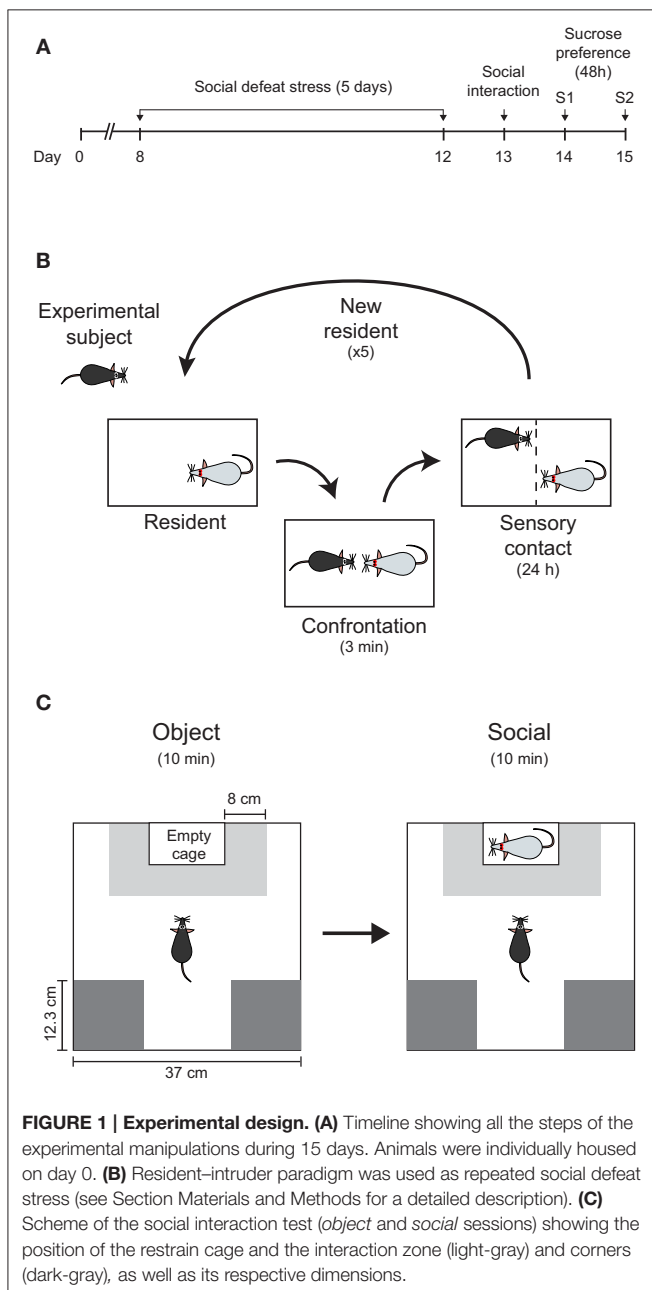 A
Sucrose
preference
(48h)
Social defeat stress (5 days)
Social
interaction
S1
S2
Day 0 8 12 13 14 15
B
Experimental
subject
New
resident
(x5)
Resident
Confrontation
(3 min)
Sensory
contact
(24 h)
C
Object
(10 min)
Social
(10 min)
8 cm
Empty
cage
12.3 cm
37 cm
FIGURE 1 | Experimental design. (A) Timeline showing all the steps of the
experimental manipulations during 15 days. Animals were individually housed
on day 0. (B) Resident–intruder paradigm was used as repeated social defeat
stress (see Section Materials and Methods for a detailed description). (C)
Scheme of the social interaction test (object and social sessions) showing the
position of the restrain cage and the interaction zone (light-gray) and corners
(dark-gray), as well as its respective dimensions.